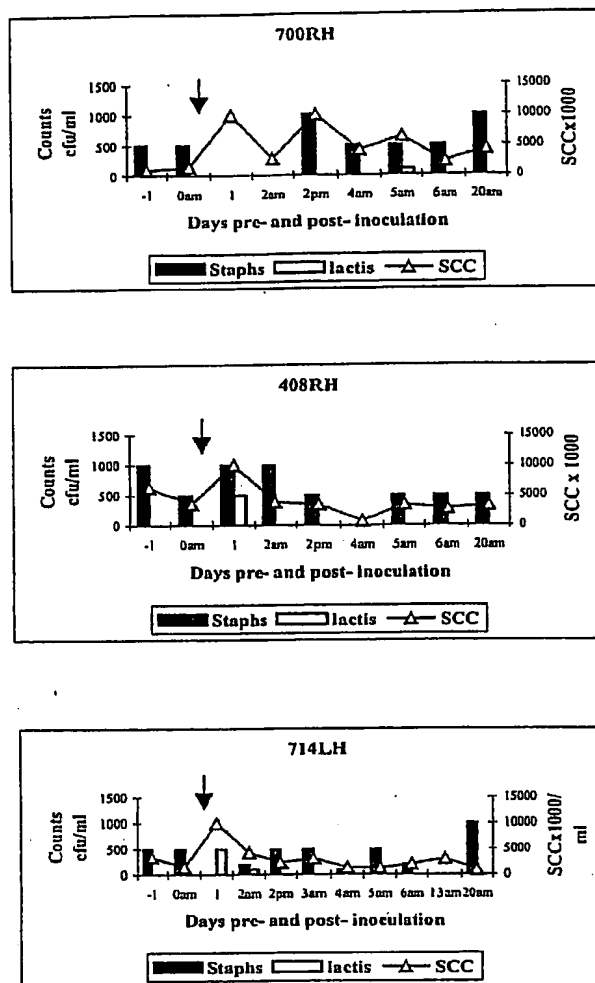 700RH
1500
1000
500
0
Counts
cfu/ml
15000
10000
5000
0
SCCx1000
-1 0am 1 2am 2pm 4am 5am 6am 20am
Days pre- and post- inoculation
Staphs lactis SCC
408RH
1500
1000
500
0
Counts
cfu/ml
15000
10000
5000
0
SCC x 1000
-1 0am 1 2am 2pm 4am 5am 6am 20am
Days pre- and post- inoculation
Staphs lactis SCC
714LH
1500
1000
500
0
Counts
cfu/ml
15000
10000
5000
0
SCCx1000/
ml
-1 0am 1 2am 2pm 3am 4am 5am 6am 13am 20am
Days pre- and post- inoculation
Staphs lactis SCC